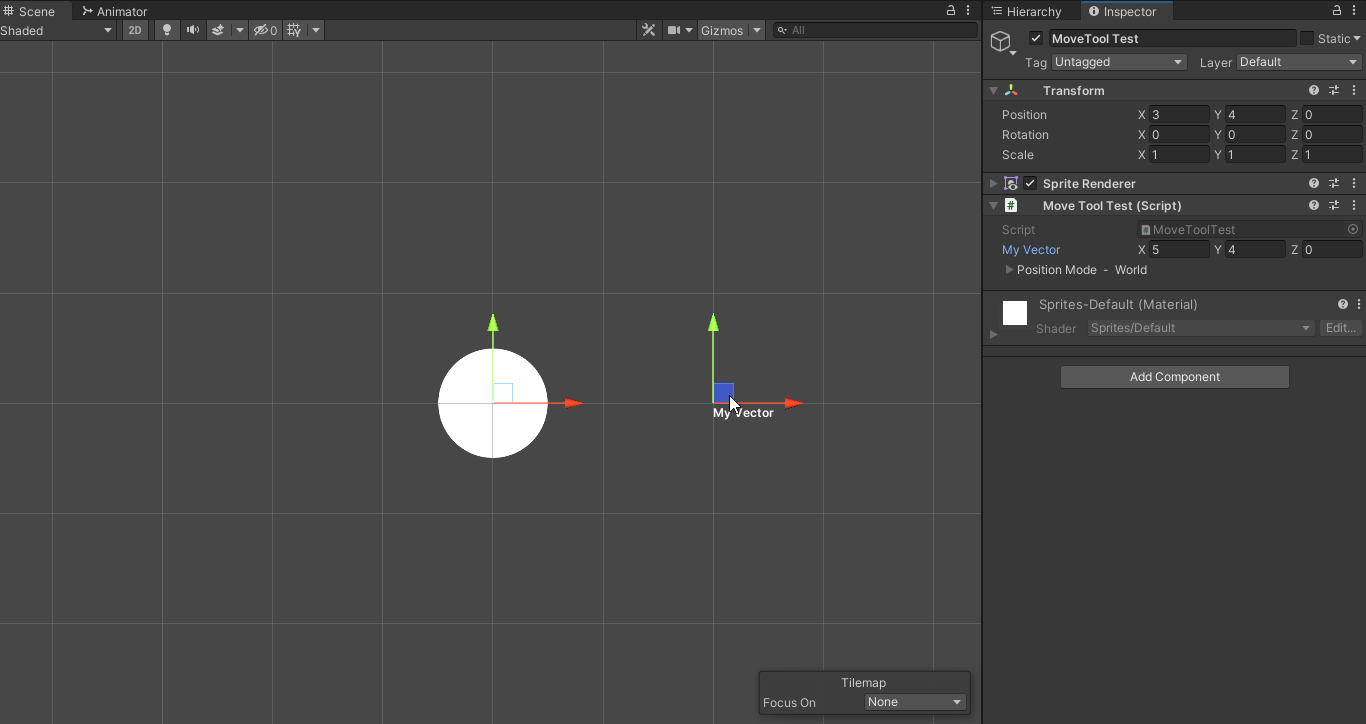 Scene Animator
Shaded 2D 0 Gizmos All
My Vector
Tilemap
Focus On None
Hierarchy Inspector
MoveTool Test Static
Tag Untagged Layer Default
Transform
Position X 3 Y 4 Z 0
Rotation X 0 Y 0 Z 0
Scale X 1 Y 1 Z 1
Sprite Renderer
# Move Tool Test (Script)
Script # MoveToolTest
My Vector X 5 Y 4 Z 0
Position Mode - World
Sprites-Default (Material)
Shader Sprites/Default Edit...
Add Component